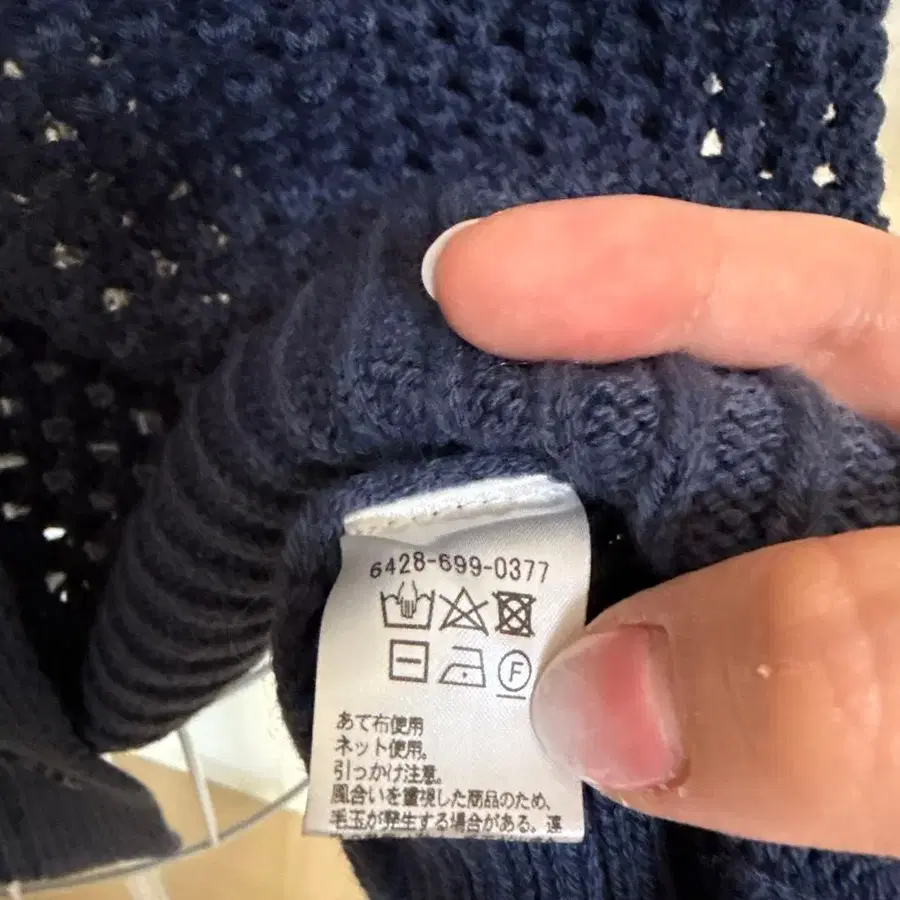 6428-699-0377
F
あて布使用
ネット使用。
引っかけ注意。
風合いを重視した商品のため、
毛玉が発生する場合がある。濃